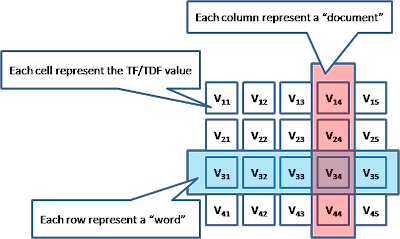 Each column represent a “document”
Each cell represent the TF/TDF value
V11 V12 V13 V14 V15
V21 V22 V23 V24 V25
V31 V32 V33 V34 V35
Each row represent a “word”
V41 V42 V43 V44 V45